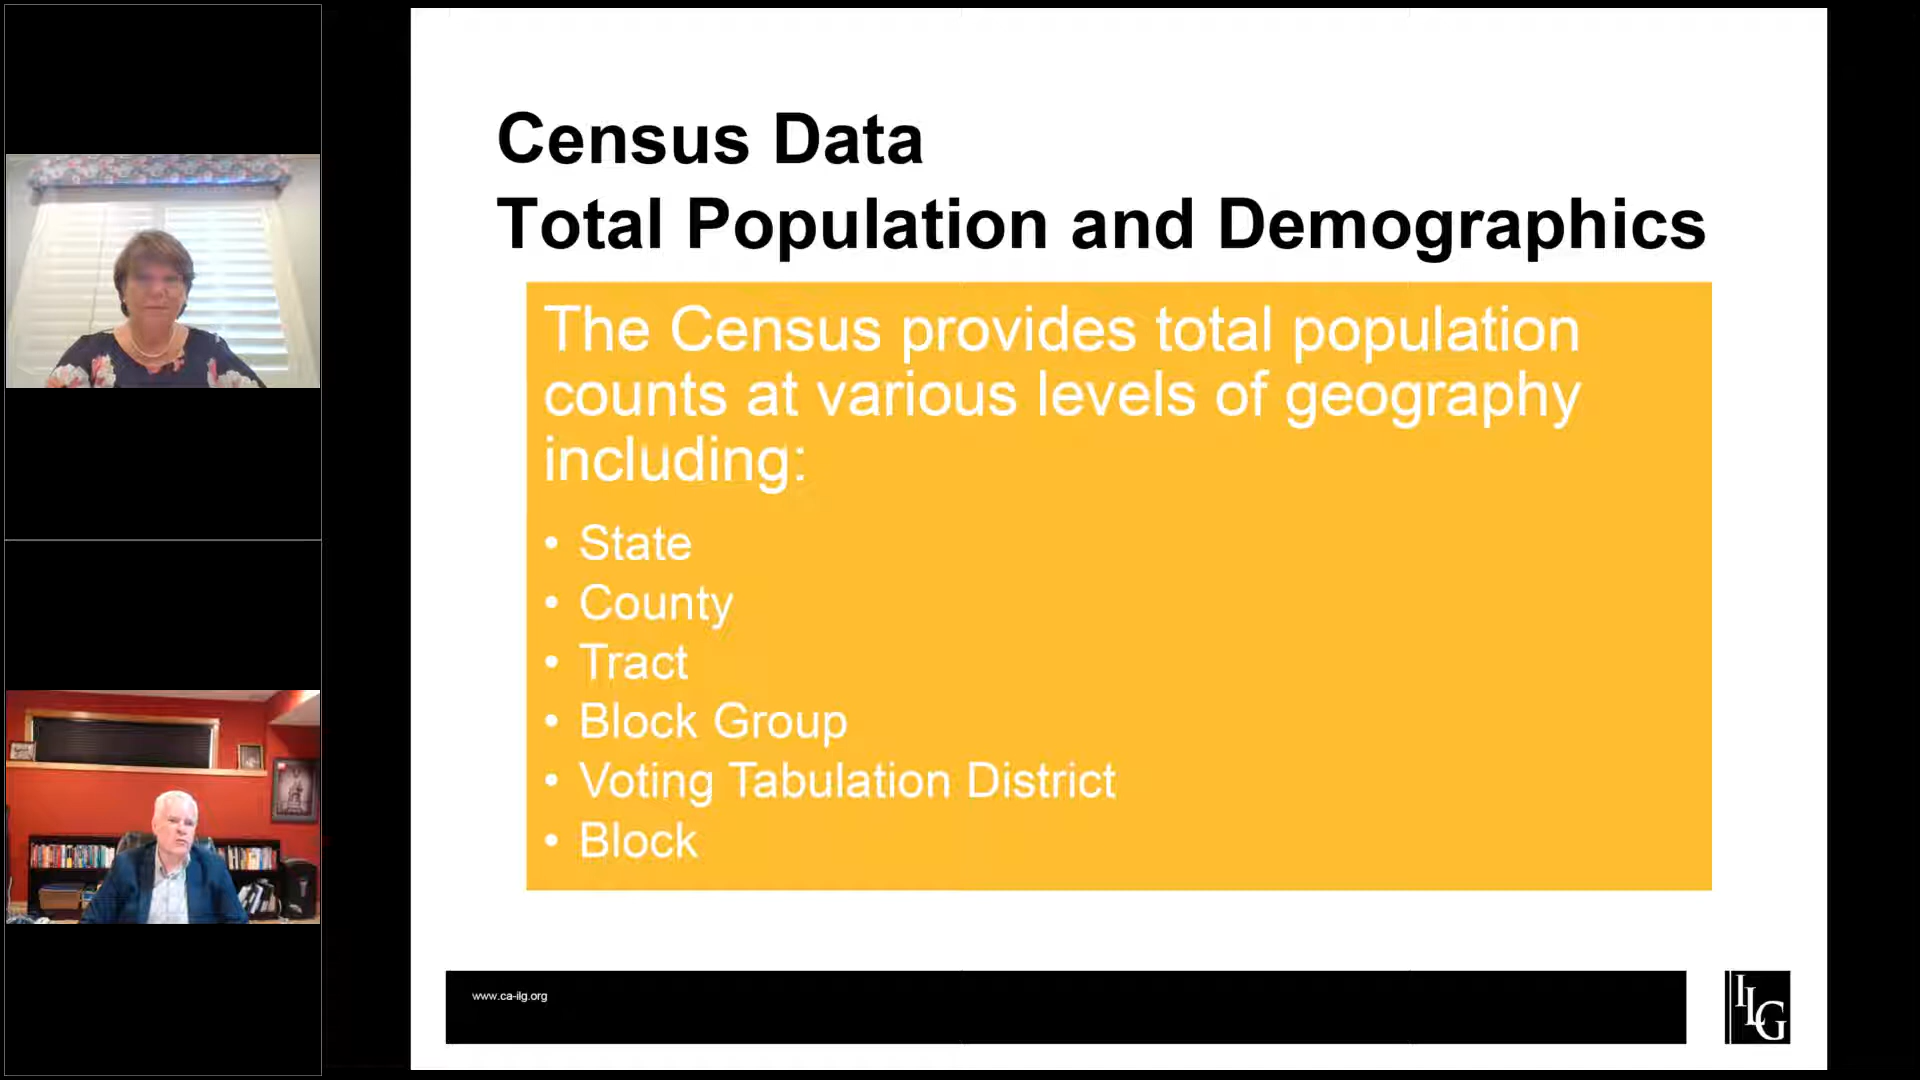 Census Data
Total Population and Demographics
The Census provides total population
counts at various levels of geography
including:
• State
• County
• Tract
• Block Group
• Voting Tabulation District
• Block
www.ca-ilg.org
ILG